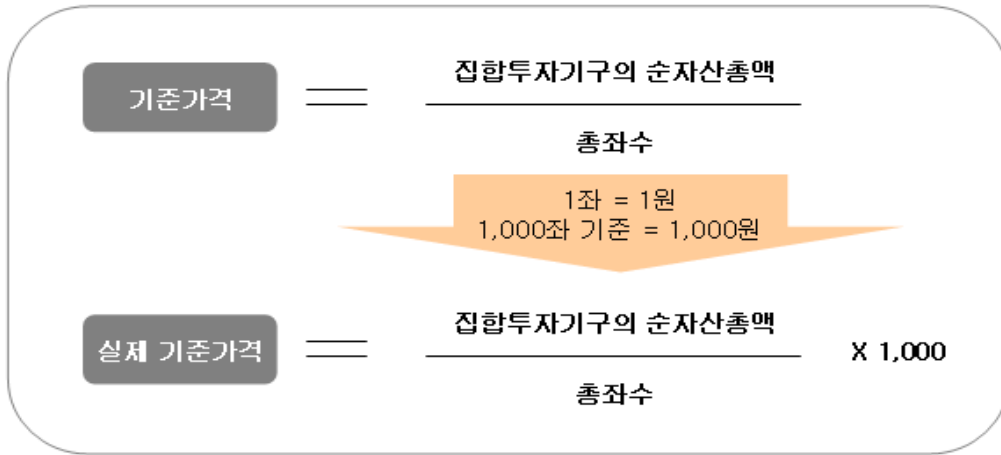 집합투자기구의 순자산총액
기준가격
총좌수
1좌 = 1원
1,000좌 기준 = 1,000원
집합투자기구의 순자산총액
실제 기준가격
X 1,000
총좌수